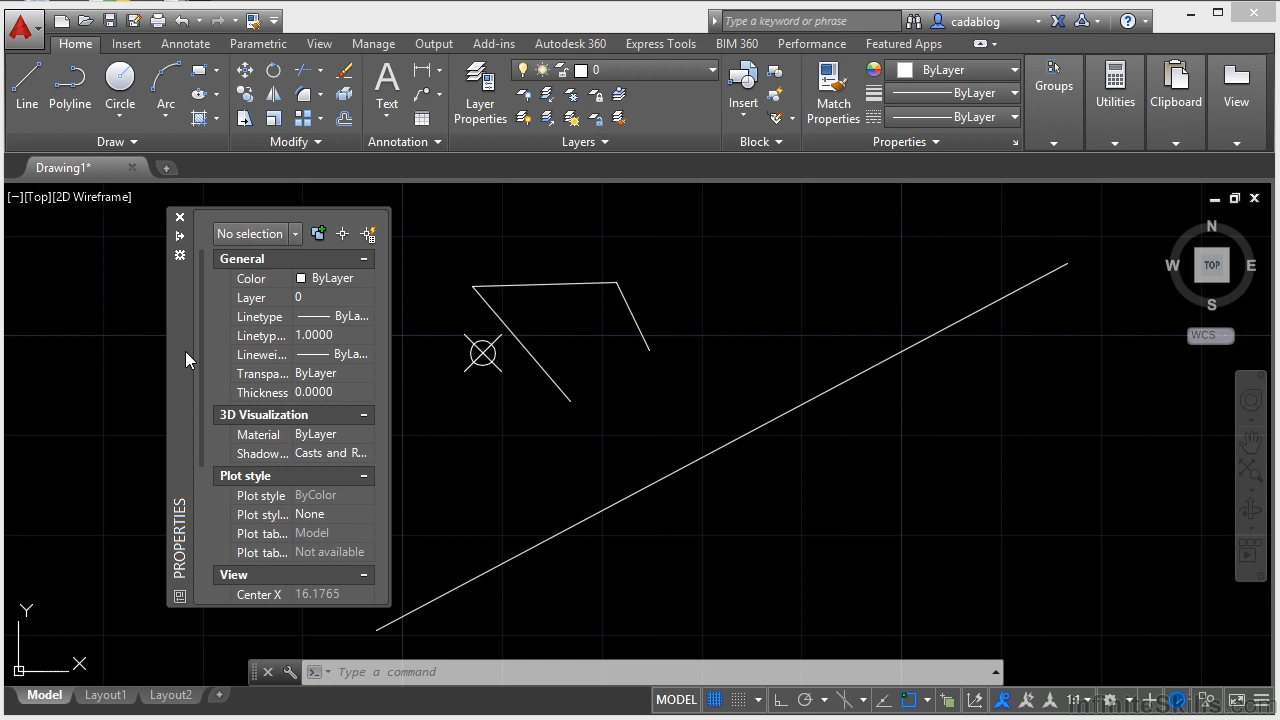 Type a keyword or phrase
cadablog
Home Insert Annotate Parametric View Manage Output Add-ins Autodesk 360 Express Tools BIM 360 Performance Featured Apps
Line Polyline Circle Arc
Text
Layer Properties
0
Insert
Match Properties
ByLayer
ByLayer
ByLayer
Groups Utilities Clipboard View
Draw Modify Annotation Layers Block Properties
Drawing1*
[−][Top][2D Wireframe]
N
W TOP E
S
WCS
PROPERTIES
No selection
General
Color ByLayer
Layer 0
Linetype ByLa...
Linetyp... 1.0000
Linewei... ByLa...
Transpa... ByLayer
Thickness 0.0000
3D Visualization
Material ByLayer
Shadow... Casts and R...
Plot style
Plot style ByColor
Plot styl... None
Plot tab... Model
Plot tab... Not available
View
Center X 16.1765
Y
X
Type a command
Model Layout1 Layout2 +
MODEL 1:1
InfiniteSkills.com